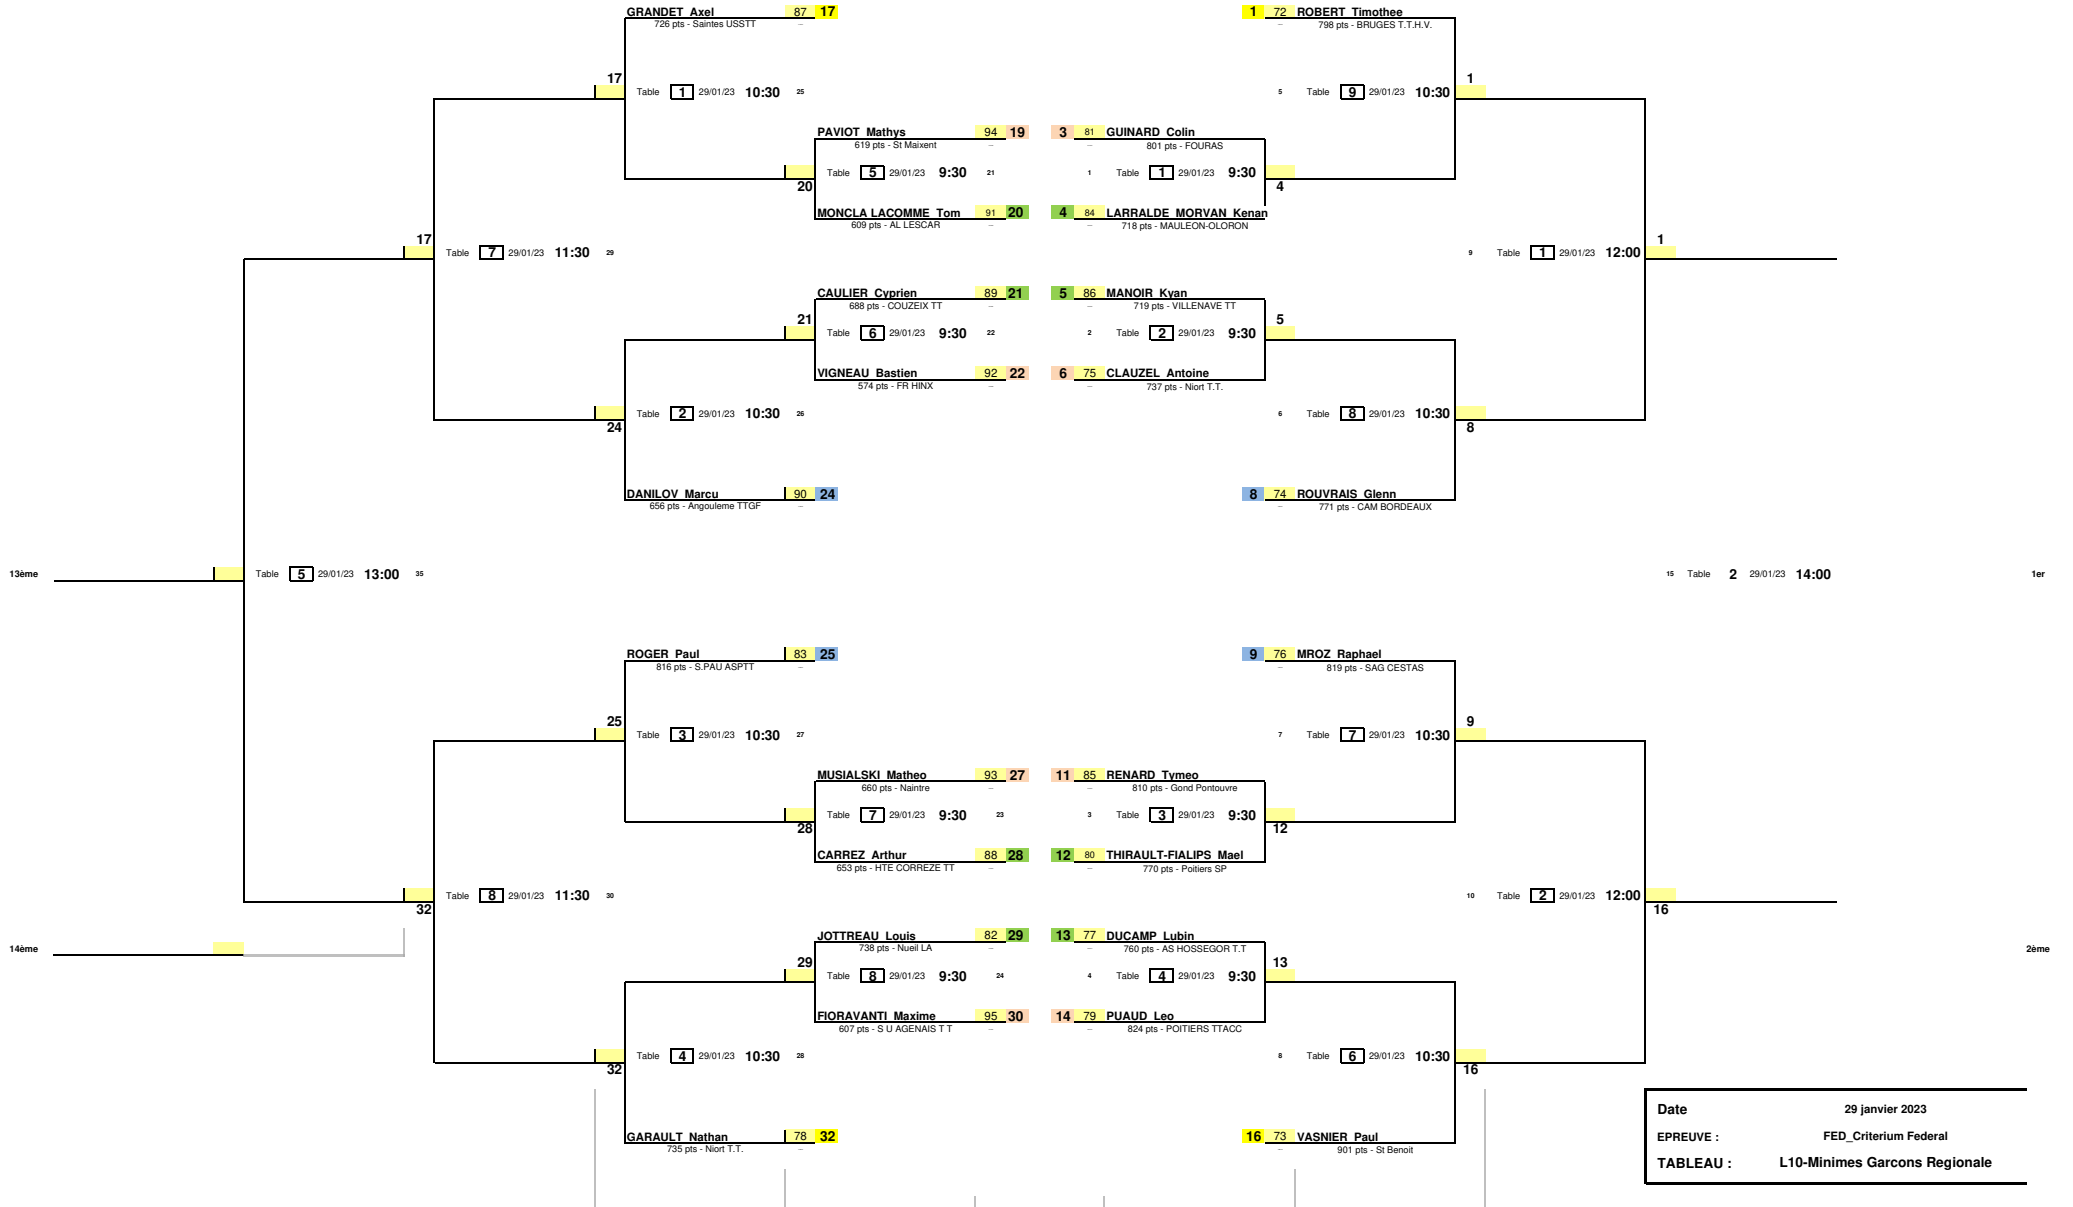 GRANDET Axel 87 17 1 72 ROBERT Timothee
726 pts - Saintes USSTT – – 798 pts - BRUGES T.T.H.V.
17 1
Table 1 29/01/23 10:30 25 5 Table 9 29/01/23 10:30
PAVIOT Mathys 94 19 3 81 GUINARD Colin
619 pts - St Maixent – – 801 pts - FOURAS
Table 5 29/01/23 9:30 21 1 Table 1 29/01/23 9:30
20 4
MONCLA LACOMME Tom 91 20 4 84 LARRALDE MORVAN Kenan
609 pts - AL LESCAR – – 718 pts - MAULEON-OLORON
17 1
Table 7 29/01/23 11:30 29 9 Table 1 29/01/23 12:00
CAULIER Cyprien 89 21 5 86 MANOIR Kyan
688 pts - COUZEIX TT – – 719 pts - VILLENAVE TT
21 5
Table 6 29/01/23 9:30 22 2 Table 2 29/01/23 9:30
VIGNEAU Bastien 92 22 6 75 CLAUZEL Antoine
574 pts - FR HINX – – 737 pts - Niort T.T.
Table 2 29/01/23 10:30 26 6 Table 8 29/01/23 10:30
24 8
DANILOV Marcu 90 24 8 74 ROUVRAIS Glenn
656 pts - Angouleme TTGF – – 771 pts - CAM BORDEAUX
13ème Table 5 29/01/23 13:00 35 15 Table 2 29/01/23 14:00 1er
ROGER Paul 83 25 9 76 MROZ Raphael
816 pts - S.PAU ASPTT – – 819 pts - SAG CESTAS
25 9
Table 3 29/01/23 10:30 27 7 Table 7 29/01/23 10:30
MUSIALSKI Matheo 93 27 11 85 RENARD Tymeo
660 pts - Naintre – – 810 pts - Gond Pontouvre
Table 7 29/01/23 9:30 23 3 Table 3 29/01/23 9:30
28 12
CARREZ Arthur 88 28 12 80 THIRAULT-FIALIPS Mael
653 pts - HTE CORREZE TT – – 770 pts - Poitiers SP
Table 8 29/01/23 11:30 30 10 Table 2 29/01/23 12:00
32 16
JOTTREAU Louis 82 29 13 77 DUCAMP Lubin
14ème 738 pts - Nueil LA – – 760 pts - AS HOSSEGOR T.T 2ème
29 13
Table 8 29/01/23 9:30 24 4 Table 4 29/01/23 9:30
FIORAVANTI Maxime 95 30 14 79 PUAUD Leo
607 pts - S U AGENAIS T T – – 824 pts - POITIERS TTACC
Table 4 29/01/23 10:30 28 8 Table 6 29/01/23 10:30
32 16
GARAULT Nathan 78 32 16 73 VASNIER Paul
735 pts - Niort T.T. – – 901 pts - St Benoit
Date 29 janvier 2023
EPREUVE : FED_Criterium Federal
TABLEAU : L10-Minimes Garcons Regionale